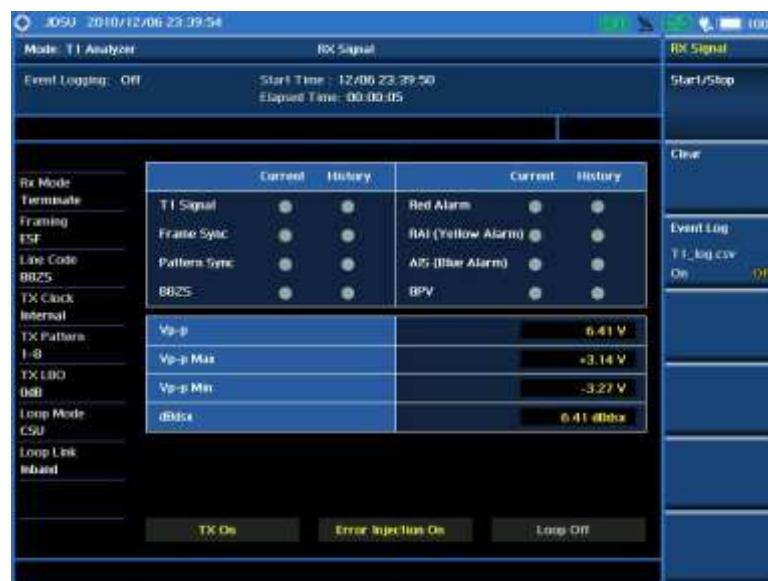 JDSU 2010/12/06 23:39:54
100
Mode: T1 Analyzer RX Signal
Event Logging: Off
Start Time : 12/06 23:39:50
Elapsed Time: 00:00:05
Rx Mode
Terminate
Framing
ESF
Line Code
B8ZS
TX Clock
Internal
TX Pattern
1-8
TX LBO
0dB
Loop Mode
CSU
Loop Link
Inband
Current History Current History
T1 Signal Red Alarm
Frame Sync RAI (Yellow Alarm)
Pattern Sync AIS (Blue Alarm)
B8ZS BPV
Vp-p 6.41 V
Vp-p Max +3.14 V
Vp-p Min -3.27 V
dBdsx 6.41 dBdsx
TX On Error Injection On Loop Off
RX Signal
Start/Stop
Clear
Event Log
T1_log.csv
On Off